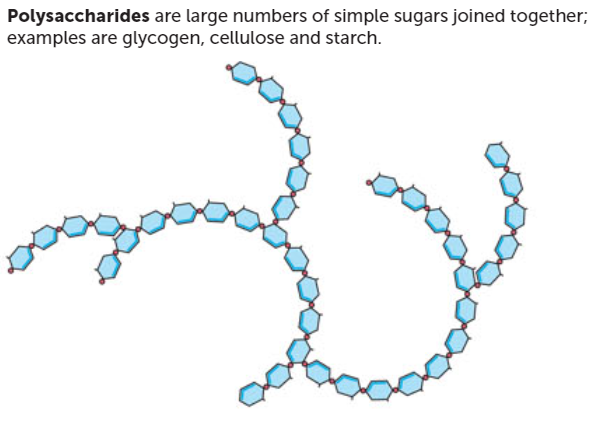 Polysaccharides are large numbers of simple sugars joined together;
examples are glycogen, cellulose and starch.